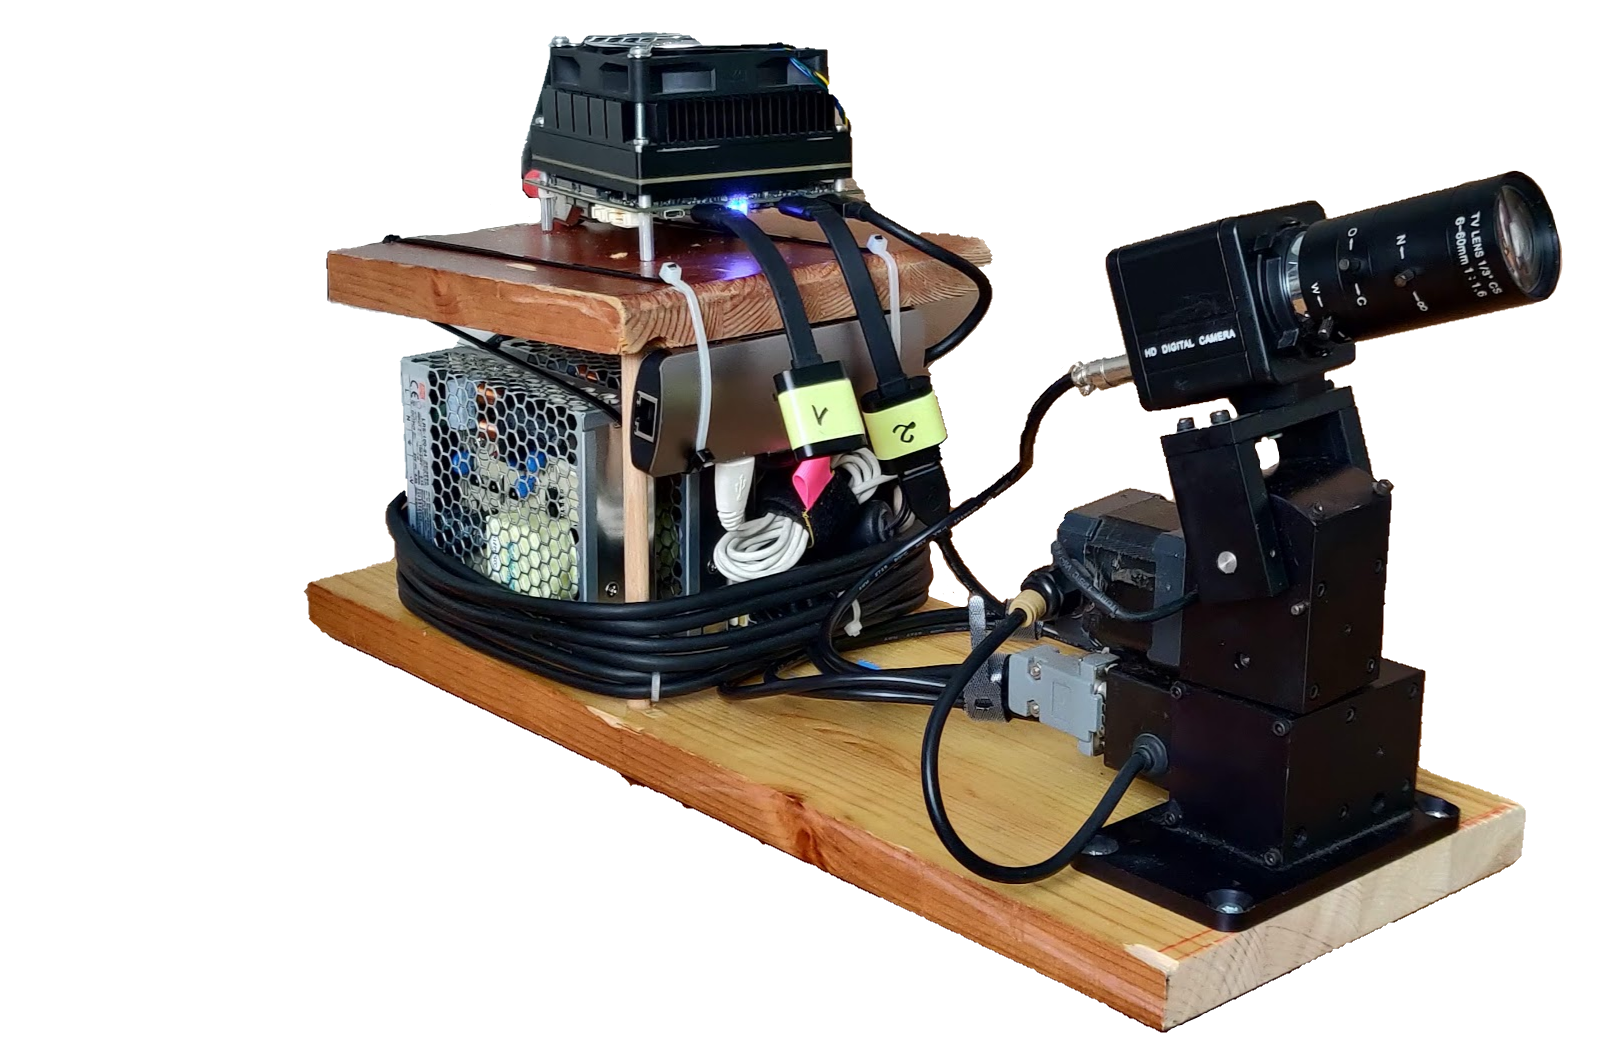 TV LENS 1/3" CS
6-60mm 1:1.6
N
∞
O
C
W
HD DIGITAL CAMERA
1
2